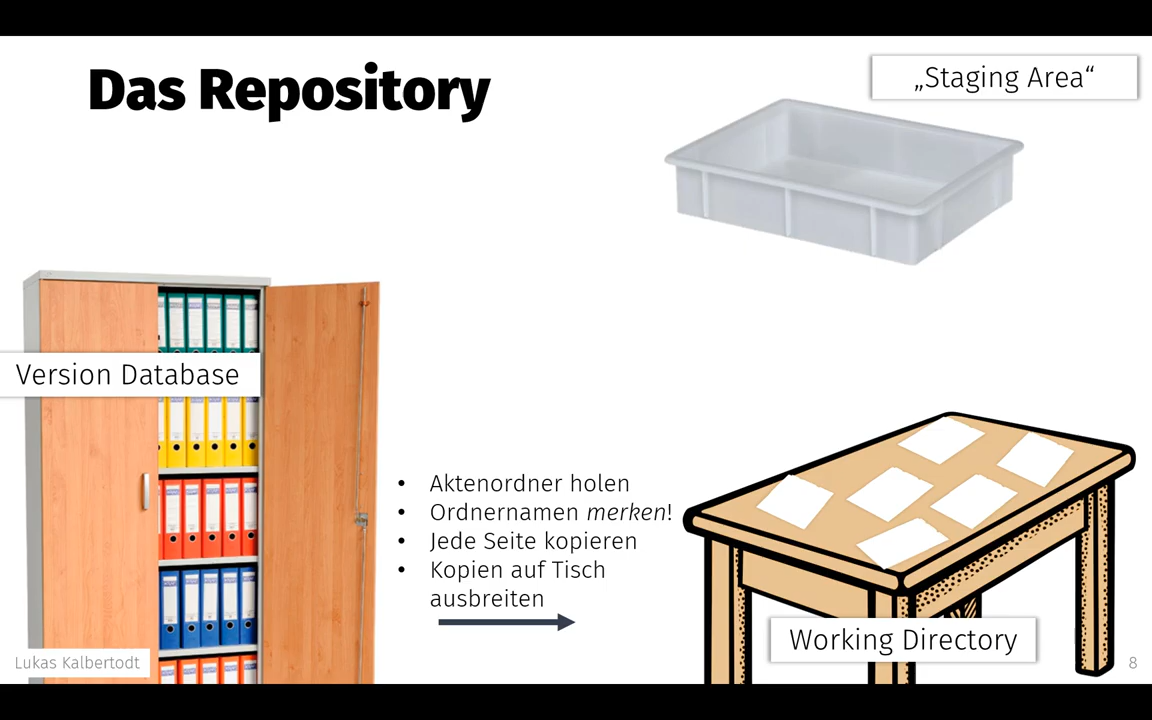 Das Repository
„Staging Area“
Version Database
• Aktenordner holen
• Ordnernamen merken!
• Jede Seite kopieren
• Kopien auf Tisch
ausbreiten
Working Directory
Lukas Kalbertodt
8